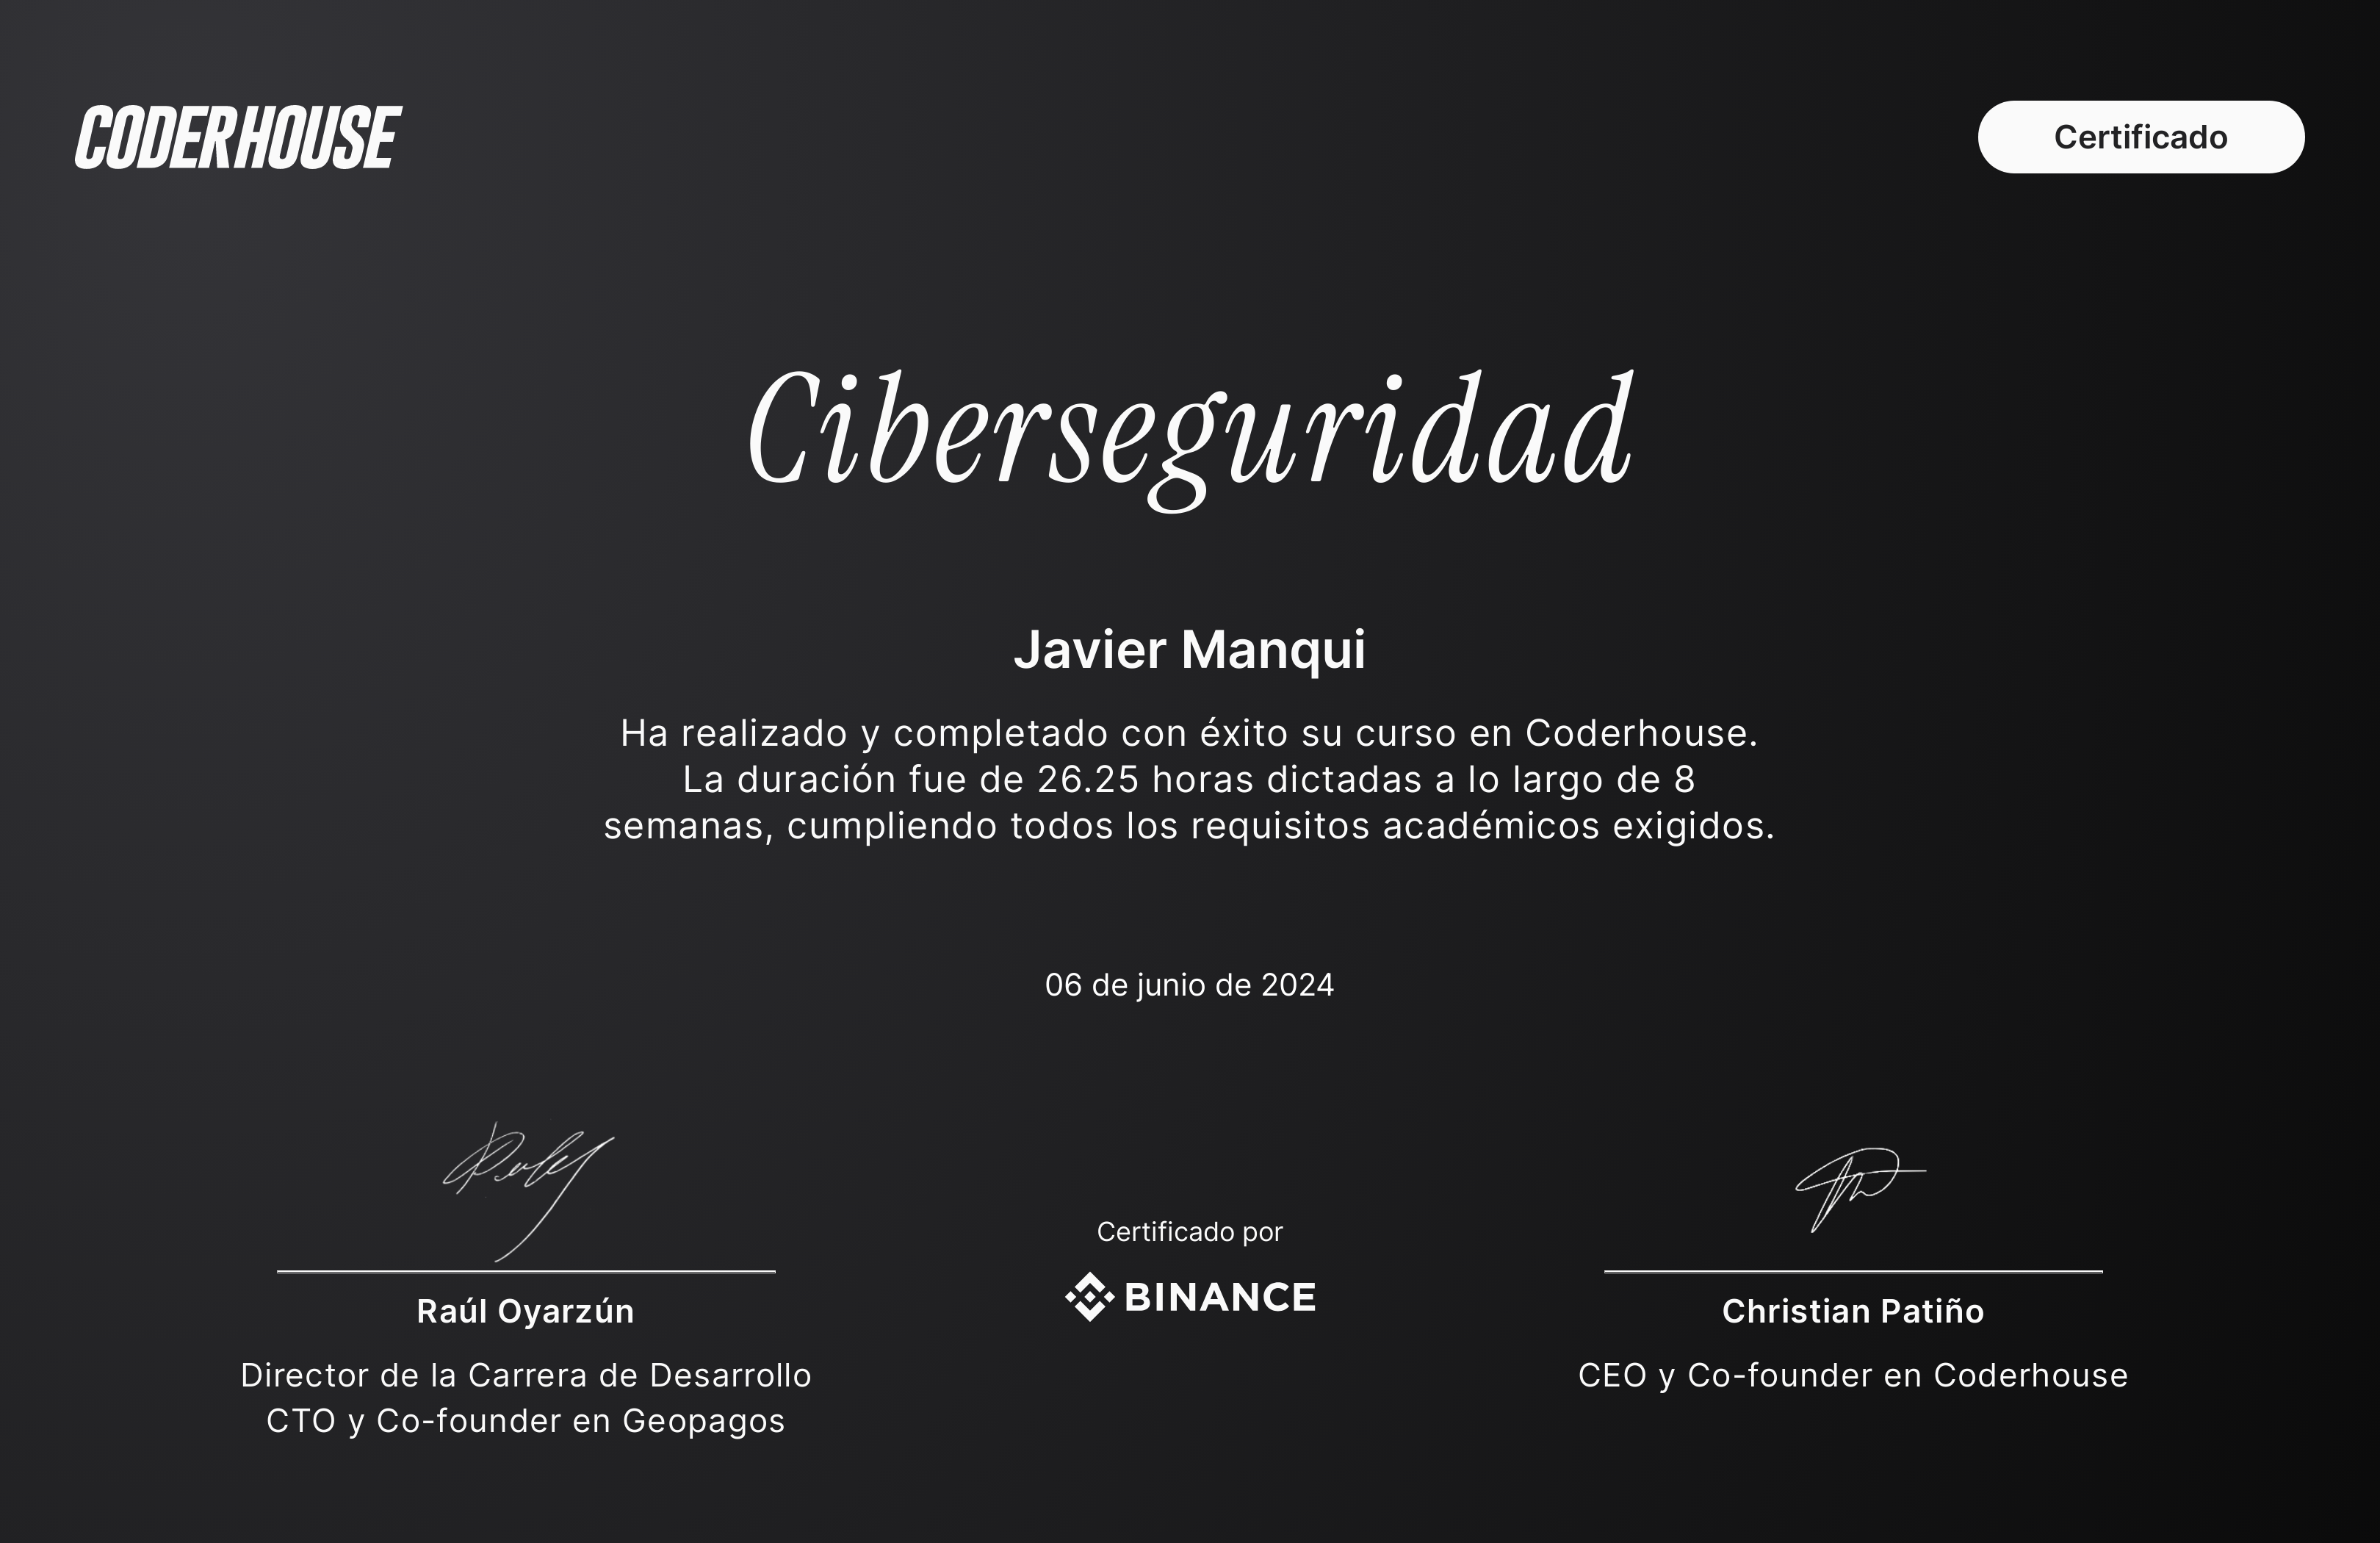 CODERHOUSE
Certificado
Ciberseguridad
Javier Manqui
Ha realizado y completado con éxito su curso en Coderhouse.
La duración fue de 26.25 horas dictadas a lo largo de 8
semanas, cumpliendo todos los requisitos académicos exigidos.
06 de junio de 2024
Raúl Oyarzún
Director de la Carrera de Desarrollo
CTO y Co-founder en Geopagos
Certificado por
BINANCE
Christian Patiño
CEO y Co-founder en Coderhouse